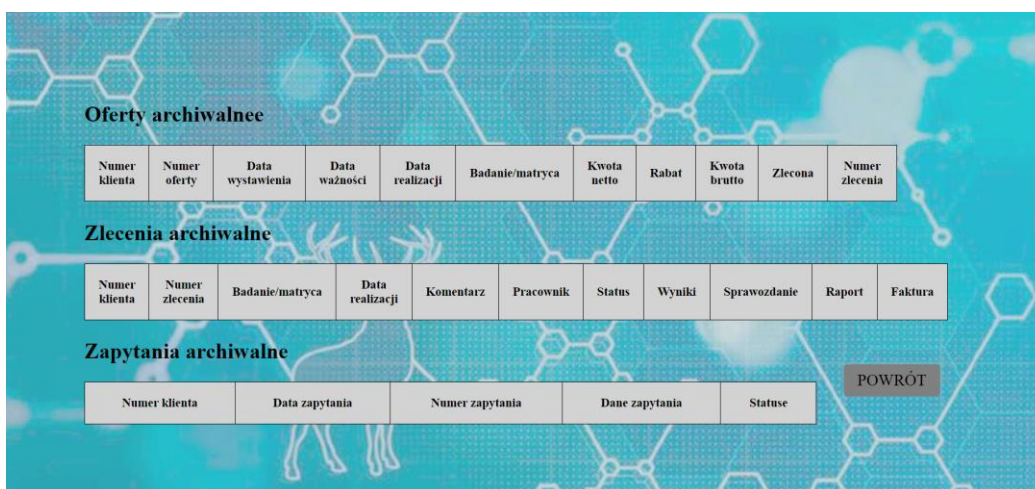 Oferty archiwalnee
Numer klienta Numer oferty Data wystawienia Data ważności Data realizacji Badanie/matryca Kwota netto Rabat Kwota brutto Zlecona Numer zlecenia
Zlecenia archiwalne
Numer klienta Numer zlecenia Badanie/matryca Data realizacji Komentarz Pracownik Status Wyniki Sprawozdanie Raport Faktura
Zapytania archiwalne
POWRÓT
Numer klienta Data zapytania Numer zapytania Dane zapytania Statuse